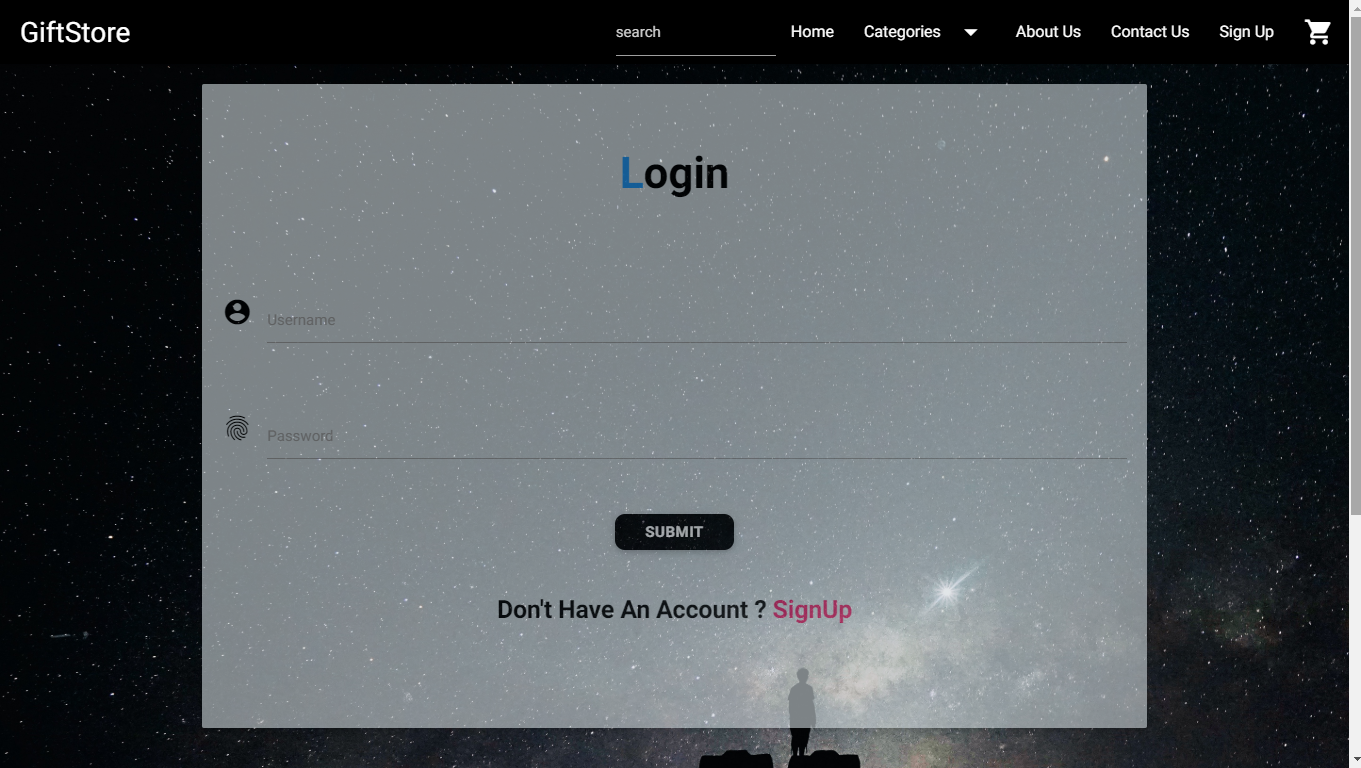 GiftStore search Home Categories About Us Contact Us Sign Up
Login
Username
Password
SUBMIT
Don't Have An Account ? SignUp